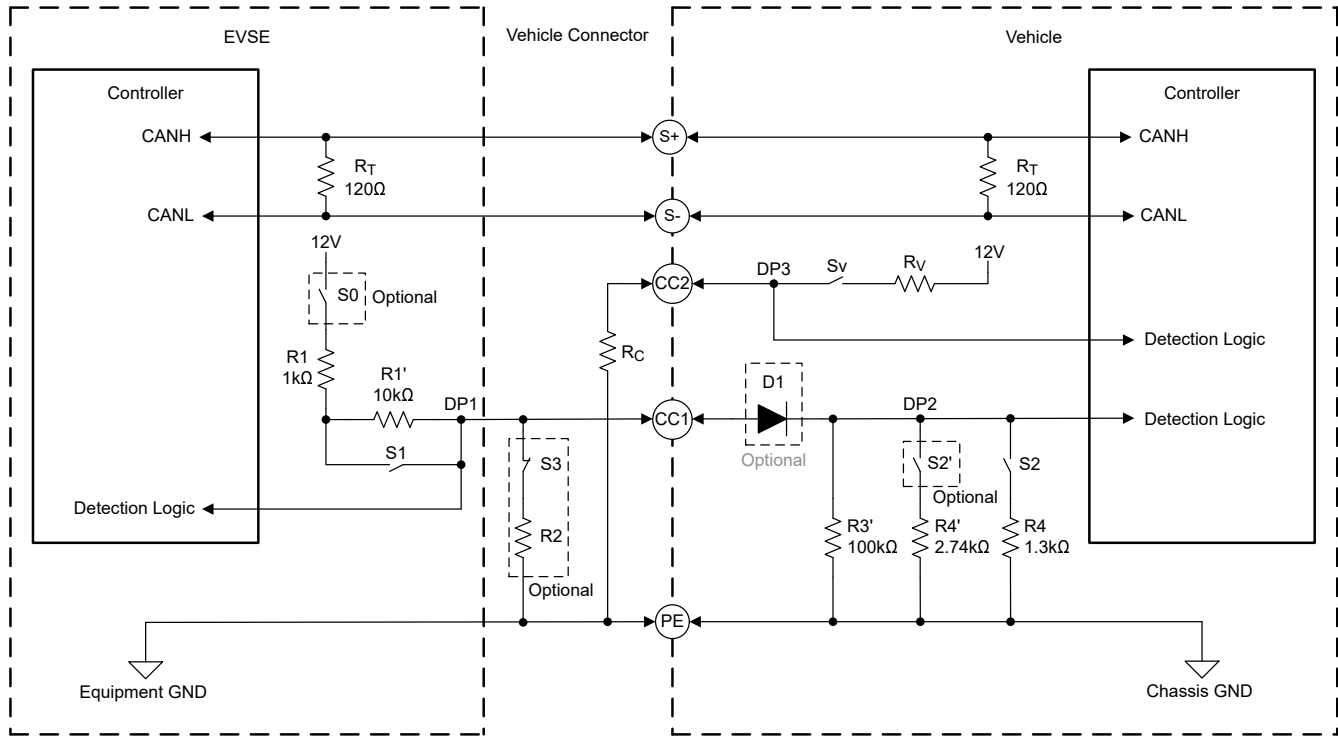 EVSE
Vehicle Connector
Vehicle
Controller
Controller
CANH
S+
CANH
RT
120Ω
RT
120Ω
CANL
S-
CANL
12V
12V
S0
Optional
CC2
DP3
Sv
RV
R1
1kΩ
RC
Detection Logic
R1'
10kΩ
DP1
D1
DP2
CC1
Detection Logic
Optional
S1
S3
S2'
S2
Optional
Detection Logic
R2
R3'
100kΩ
R4'
2.74kΩ
R4
1.3kΩ
Optional
PE
Equipment GND
Chassis GND